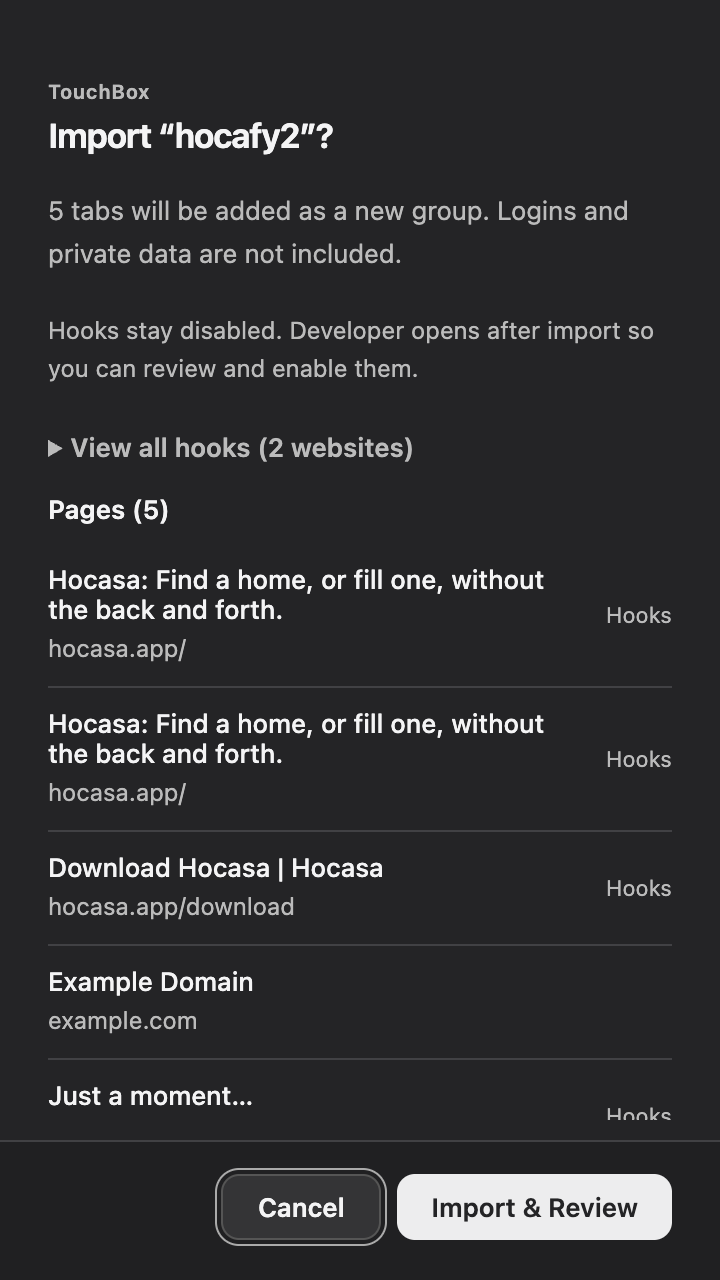 TouchBox
Import “hocafy2”?
5 tabs will be added as a new group. Logins and
private data are not included.
Hooks stay disabled. Developer opens after import so
you can review and enable them.
▶ View all hooks (2 websites)
Pages (5)
Hocasa: Find a home, or fill one, without
the back and forth.
Hooks
hocasa.app/
Hocasa: Find a home, or fill one, without
the back and forth.
Hooks
hocasa.app/
Download Hocasa | Hocasa
Hooks
hocasa.app/download
Example Domain
example.com
Just a moment...
Hooks
Cancel
Import & Review